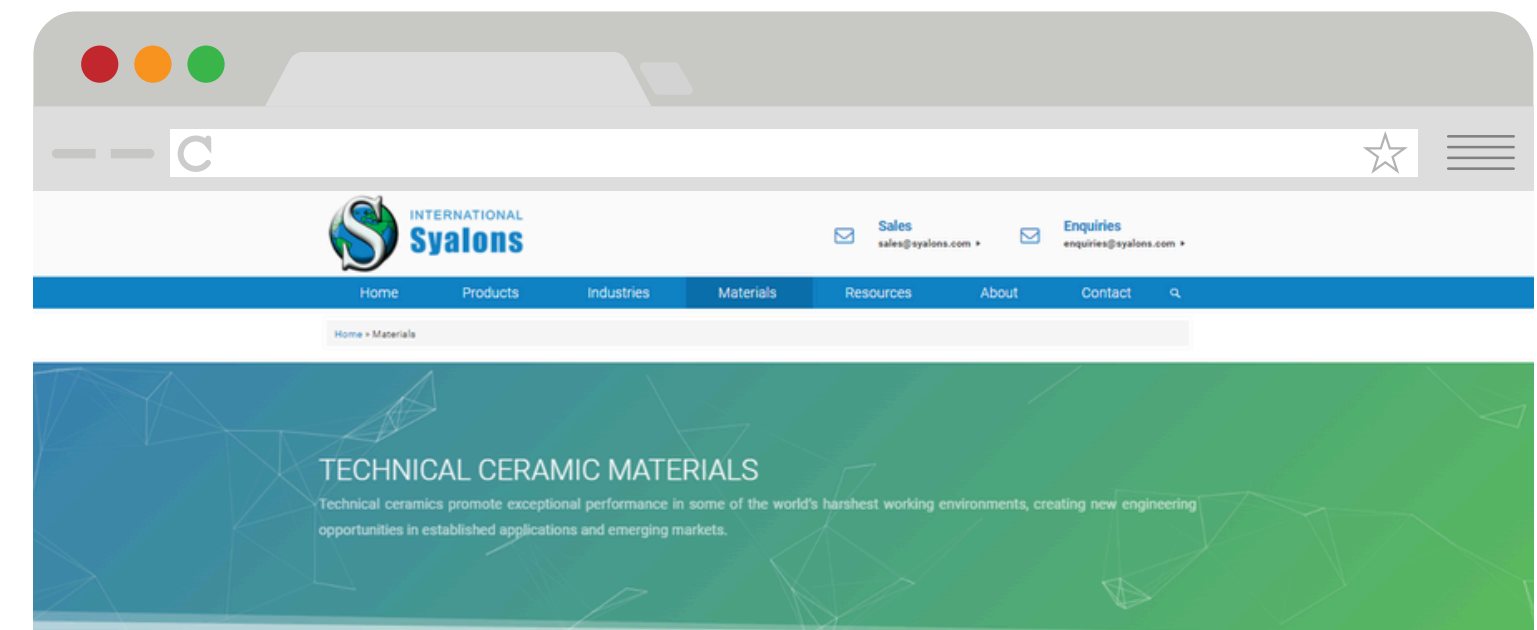 INTERNATIONAL
Syalons
Sales
sales@syalons.com
Enquiries
enquiries@syalons.com
Home Products Industries Materials Resources About Contact
Home » Materials
TECHNICAL CERAMIC MATERIALS
Technical ceramics promote exceptional performance in some of the world's harshest working environments, creating new engineering
opportunities in established applications and emerging markets.